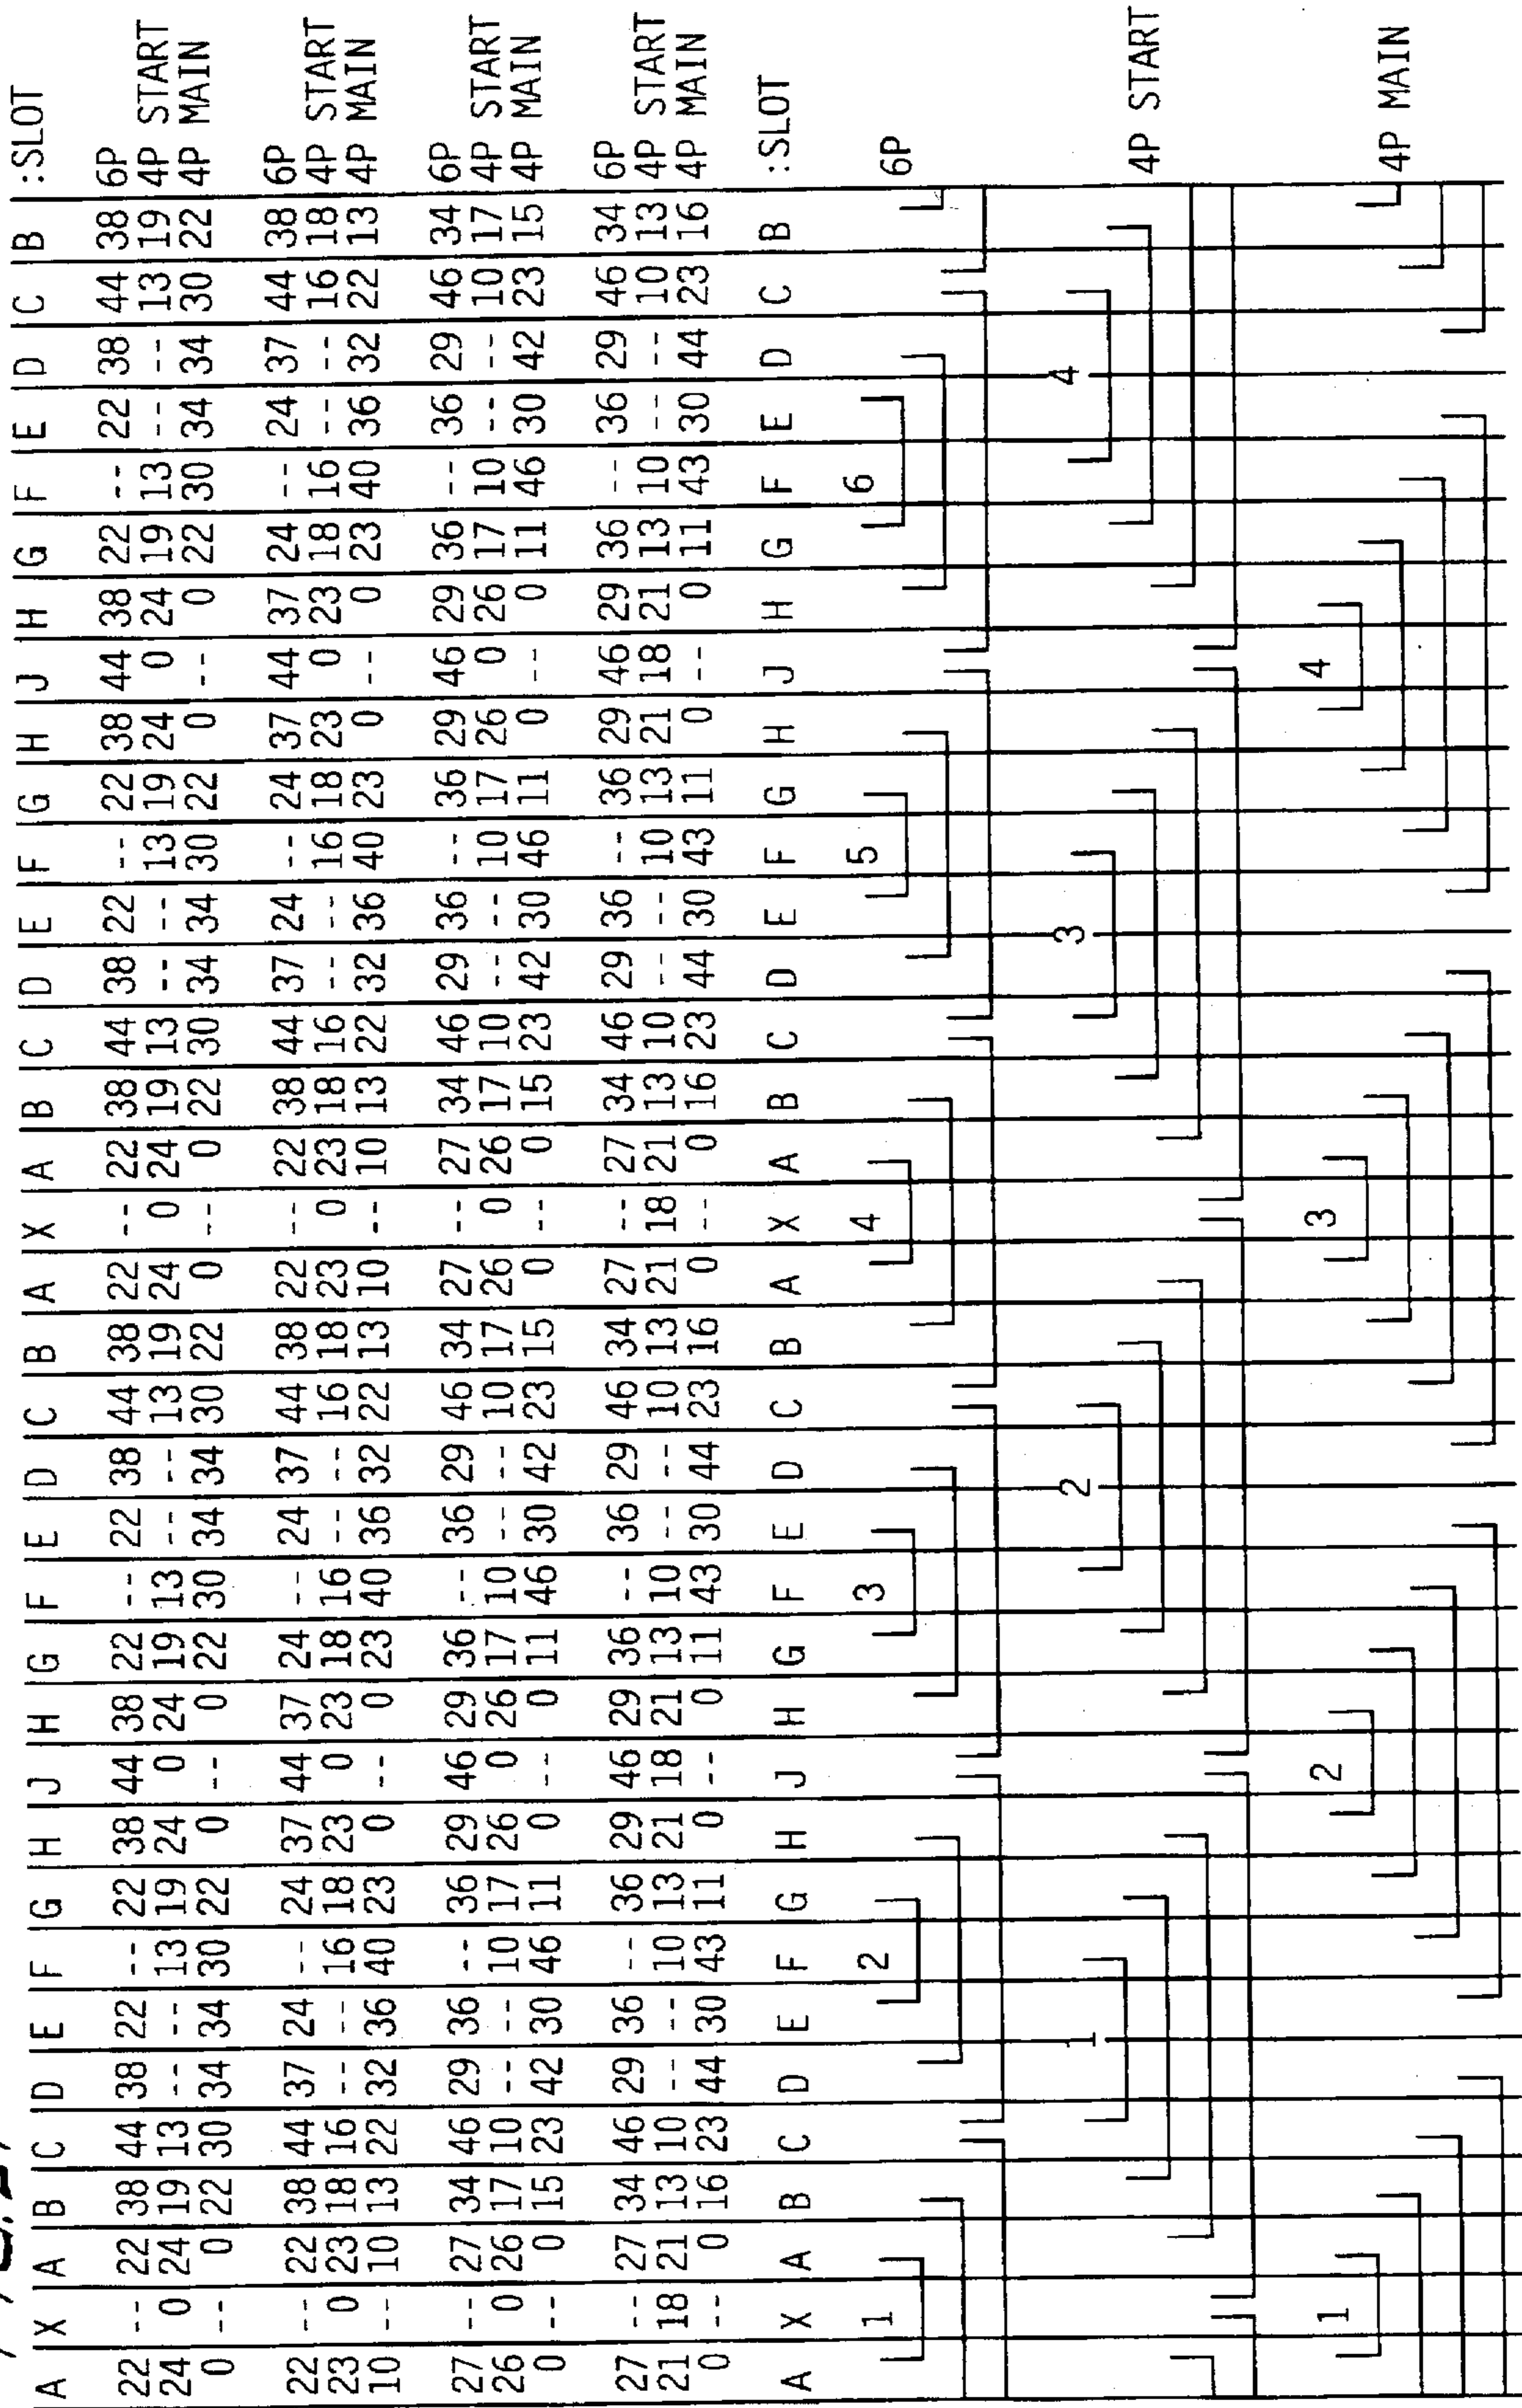 A X A B C D E F G H J H G F E D C B A X A B C D E F G H J H G F E D C B :SLOT
22 -- 22 38 44 38 22 -- 22 38 44 38 22 -- 22 38 44 38 22 -- 22 38 44 38 22 -- 22 38 44 38 22 -- 22 38 44 38 6P
24 0 24 19 13 -- -- 13 19 24 0 24 19 13 -- -- 13 19 24 0 24 19 13 -- -- 13 19 24 0 24 19 13 -- -- 13 19 4P START
0 -- 0 22 30 34 34 30 22 0 -- 0 22 30 34 34 30 22 0 -- 0 22 30 34 34 30 22 0 -- 0 22 30 34 34 30 22 4P MAIN
22 -- 22 38 44 37 24 -- 24 37 44 37 24 -- 24 37 44 38 22 -- 22 38 44 37 24 -- 24 37 44 37 24 -- 24 37 44 38 6P
23 0 23 18 16 -- -- 16 18 23 0 23 18 16 -- -- 16 18 23 0 23 18 16 -- -- 16 18 23 0 23 18 16 -- -- 16 18 4P START
10 -- 10 13 22 32 36 40 23 0 -- 0 23 40 36 32 22 13 10 -- 10 13 22 32 36 40 23 0 -- 0 23 40 36 32 22 13 4P MAIN
27 -- 27 34 46 29 36 -- 36 29 46 29 36 -- 36 29 46 34 27 -- 27 34 46 29 36 -- 36 29 46 29 36 -- 36 29 46 34 6P
26 0 26 17 10 -- -- 10 17 26 0 26 17 10 -- -- 10 17 26 0 26 17 10 -- -- 10 17 26 0 26 17 10 -- -- 10 17 4P START
0 -- 0 15 23 42 30 46 11 0 -- 0 11 46 30 42 23 15 0 -- 0 15 23 42 30 46 11 0 -- 0 11 46 30 42 23 15 4P MAIN
27 -- 27 34 46 29 36 -- 36 29 46 29 36 -- 36 29 46 34 27 -- 27 34 46 29 36 -- 36 29 46 29 36 -- 36 29 46 34 6P
21 18 21 13 10 -- -- 10 13 21 18 21 13 10 -- -- 10 13 21 18 21 13 10 -- -- 10 13 21 18 21 13 10 -- -- 10 13 4P START
0 -- 0 16 23 44 30 43 11 0 -- 0 11 43 30 44 23 16 0 -- 0 16 23 44 30 43 11 0 -- 0 11 43 30 44 23 16 4P MAIN
A X A B C D E F G H J H G F E D C B A X A B C D E F G H J H G F E D C B :SLOT
1 2 3 4 5 6 6P
1 2 3 4 4P START
1 2 3 4 4P MAIN